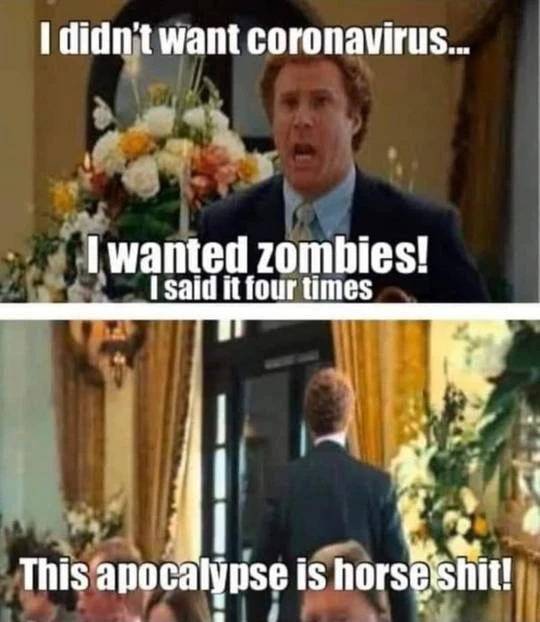 I didn't want coronavirus...
I wanted zombies!
I said it four times
This apocalypse is horse shit!